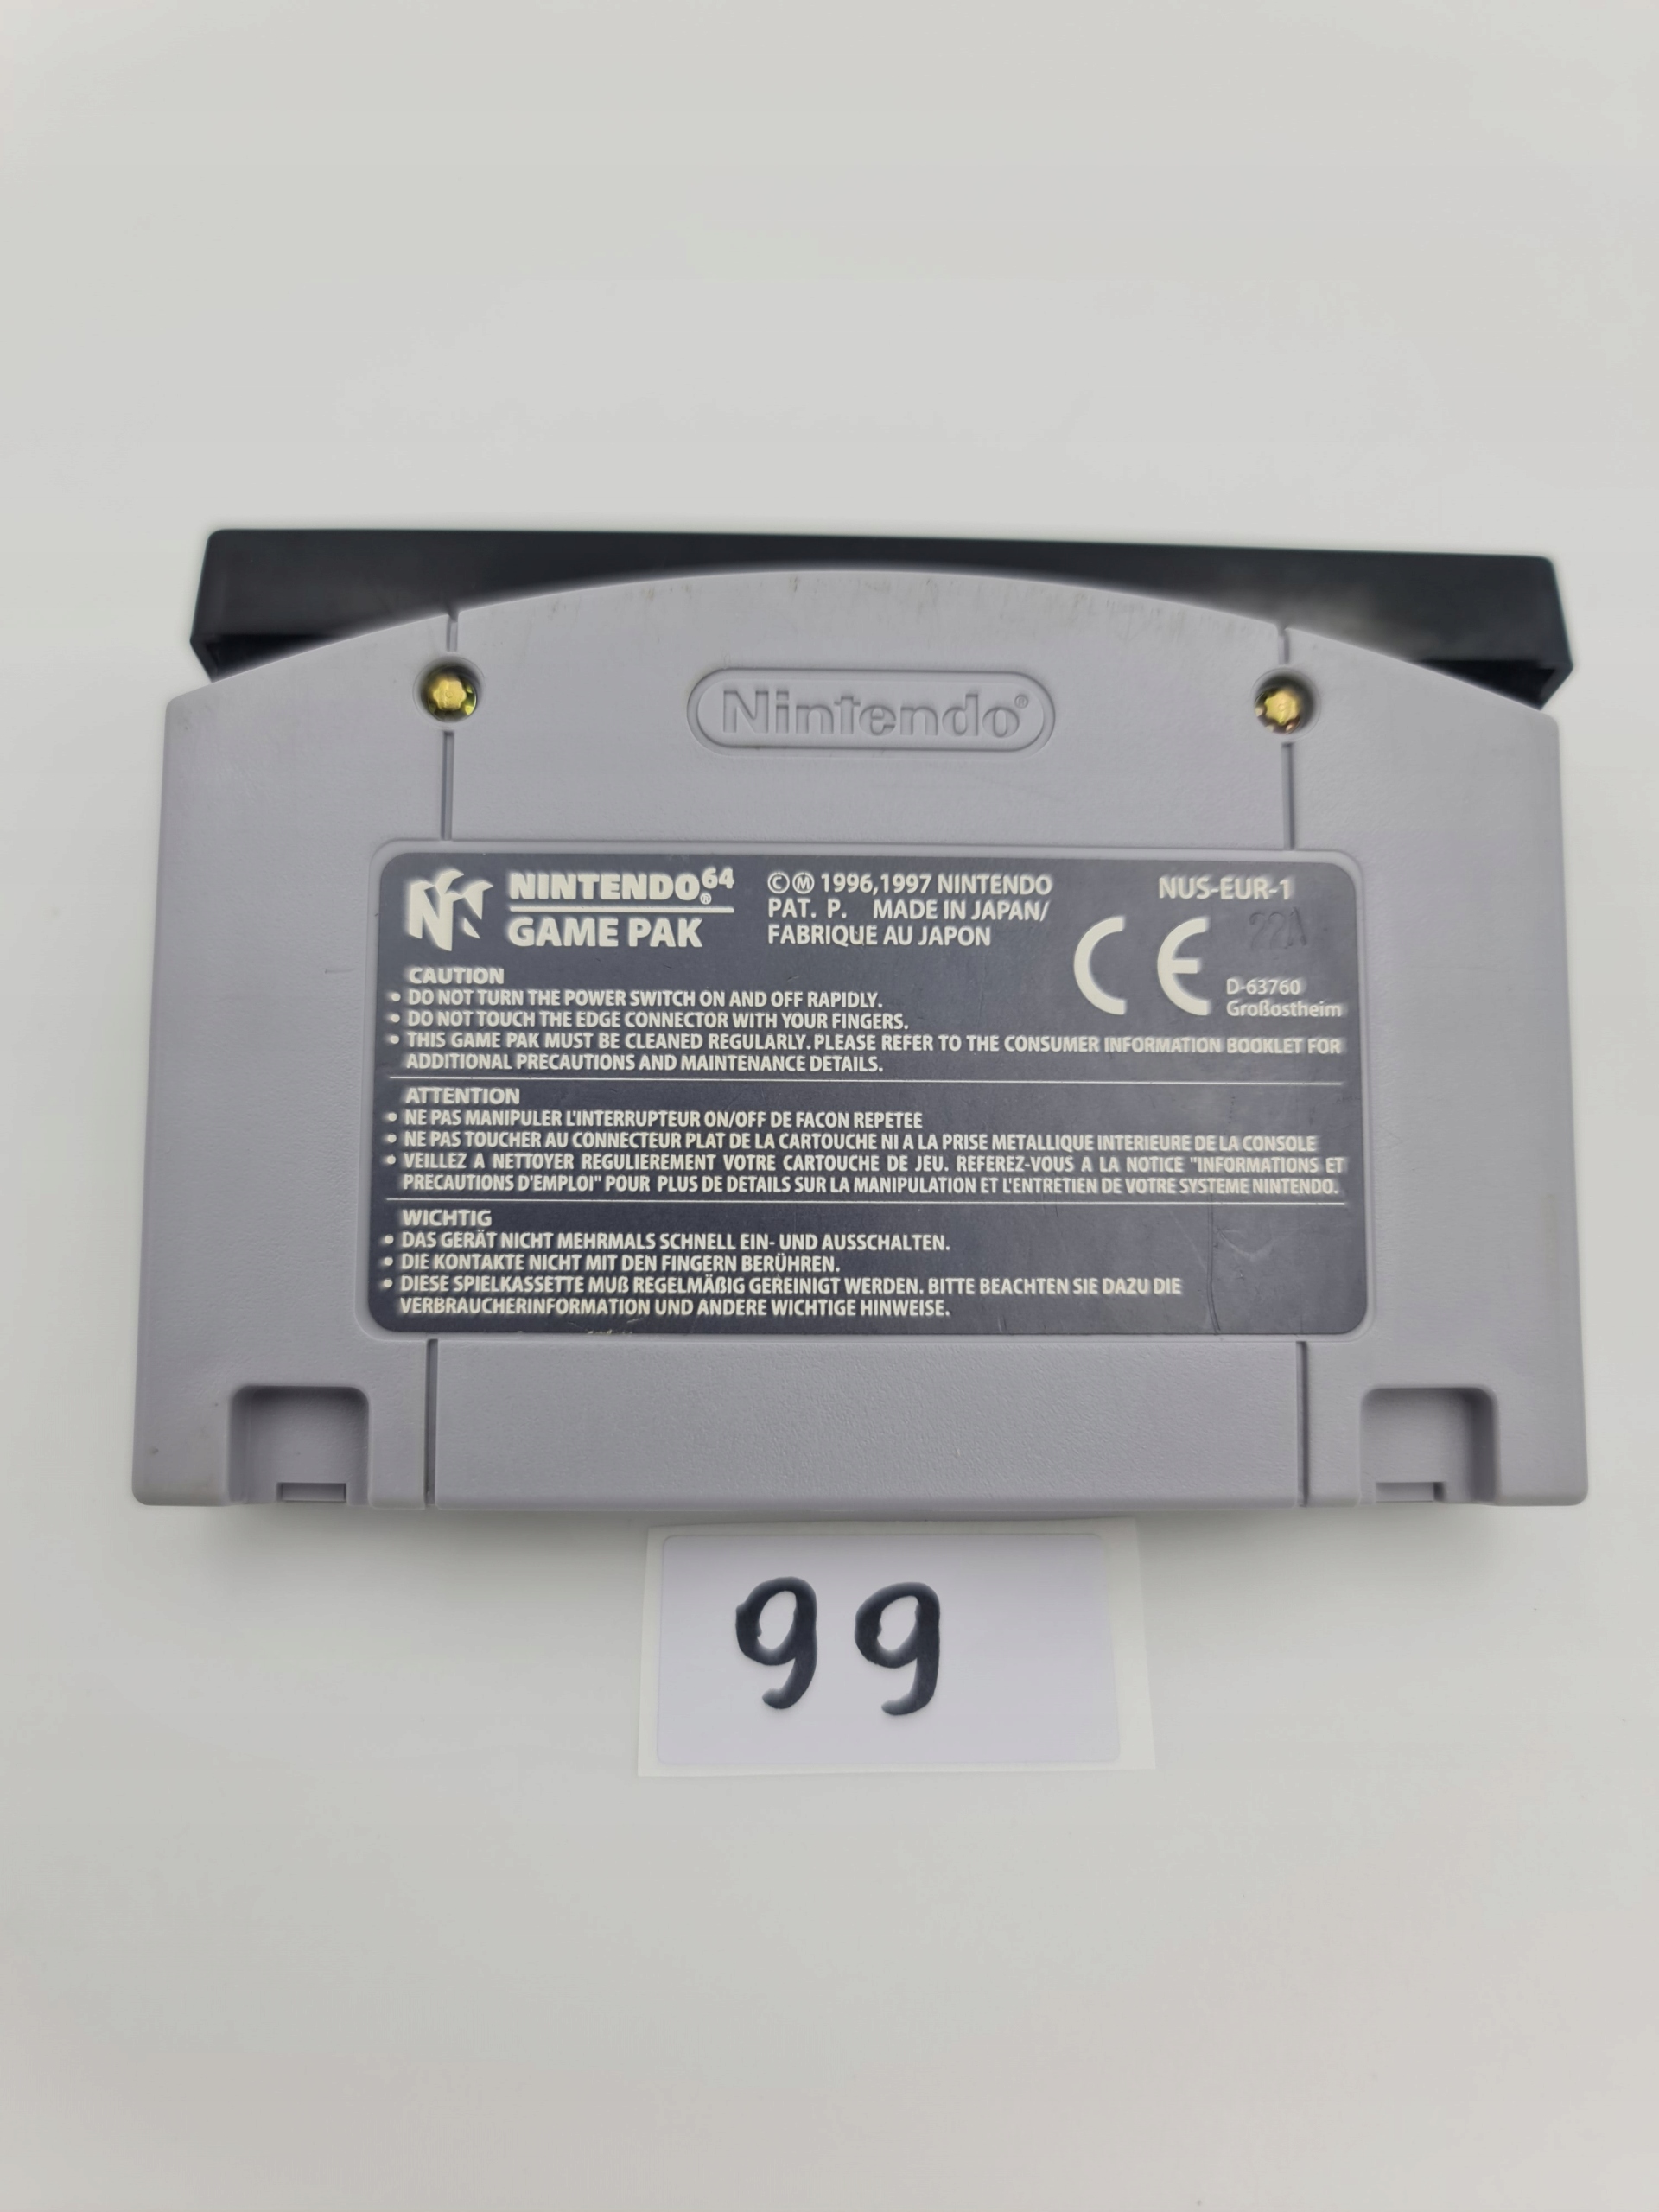 Nintendo®
NINTENDO64®
GAME PAK
©Ⓜ 1996,1997 NINTENDO
PAT. P. MADE IN JAPAN/
FABRIQUE AU JAPON
NUS-EUR-1
22A
CE
D-63760
Großostheim
CAUTION
• DO NOT TURN THE POWER SWITCH ON AND OFF RAPIDLY.
• DO NOT TOUCH THE EDGE CONNECTOR WITH YOUR FINGERS.
• THIS GAME PAK MUST BE CLEANED REGULARLY. PLEASE REFER TO THE CONSUMER INFORMATION BOOKLET FOR
ADDITIONAL PRECAUTIONS AND MAINTENANCE DETAILS.
ATTENTION
• NE PAS MANIPULER L'INTERRUPTEUR ON/OFF DE FACON REPETEE
• NE PAS TOUCHER AU CONNECTEUR PLAT DE LA CARTOUCHE NI A LA PRISE METALLIQUE INTERIEURE DE LA CONSOLE
• VEILLEZ A NETTOYER REGULIEREMENT VOTRE CARTOUCHE DE JEU. REFEREZ-VOUS A LA NOTICE "INFORMATIONS ET
PRECAUTIONS D'EMPLOI" POUR PLUS DE DETAILS SUR LA MANIPULATION ET L'ENTRETIEN DE VOTRE SYSTEME NINTENDO.
WICHTIG
• DAS GERÄT NICHT MEHRMALS SCHNELL EIN- UND AUSSCHALTEN.
• DIE KONTAKTE NICHT MIT DEN FINGERN BERÜHREN.
• DIESE SPIELKASSETTE MUß REGELMÄßIG GEREINIGT WERDEN. BITTE BEACHTEN SIE DAZU DIE
VERBRAUCHERINFORMATION UND ANDERE WICHTIGE HINWEISE.
99